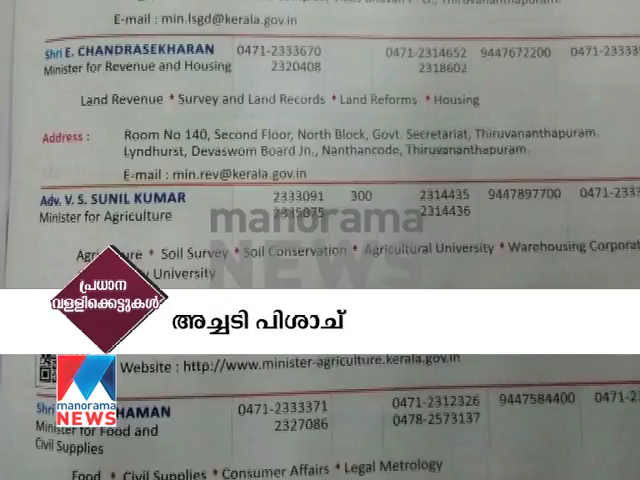 E-mail : min.lsgd@kerala.gov.in
Shri E. CHANDRASEKHARAN 0471-2333670 0471-2314652 9447672200
Minister for Revenue and Housing 2320408 2318602
Land Revenue * Survey and Land Records * Land Reforms * Housing
Address : Room No 140, Second Floor, North Block, Govt. Secretariat, Thiruvananthapuram.
Lyndhurst, Devaswom Board Jn., Nanthancode, Thiruvananthapuram.
E-mail : min.rev@kerala.gov.in
Adv. V. S. SUNIL KUMAR 2333091 300 2314435 9447897700
Minister for Agriculture 2335075 2314436
manorama
NEWS
* Soil Survey * Soil Conservation * Agricultural University * Warehousing
University
പ്രധാന
വള്ളിക്കെട്ടുകൾ
അച്ചടി പിശാച്
Website : http://www.minister-agriculture.kerala.gov.in
manorama
NEWS
Shri 0471-2333371 0471-2312326 9447584400
Minister for Food and 2327086 0478-2573137
Civil Supplies
Food * Civil Supplies * Consumer Affairs * Legal Metrology